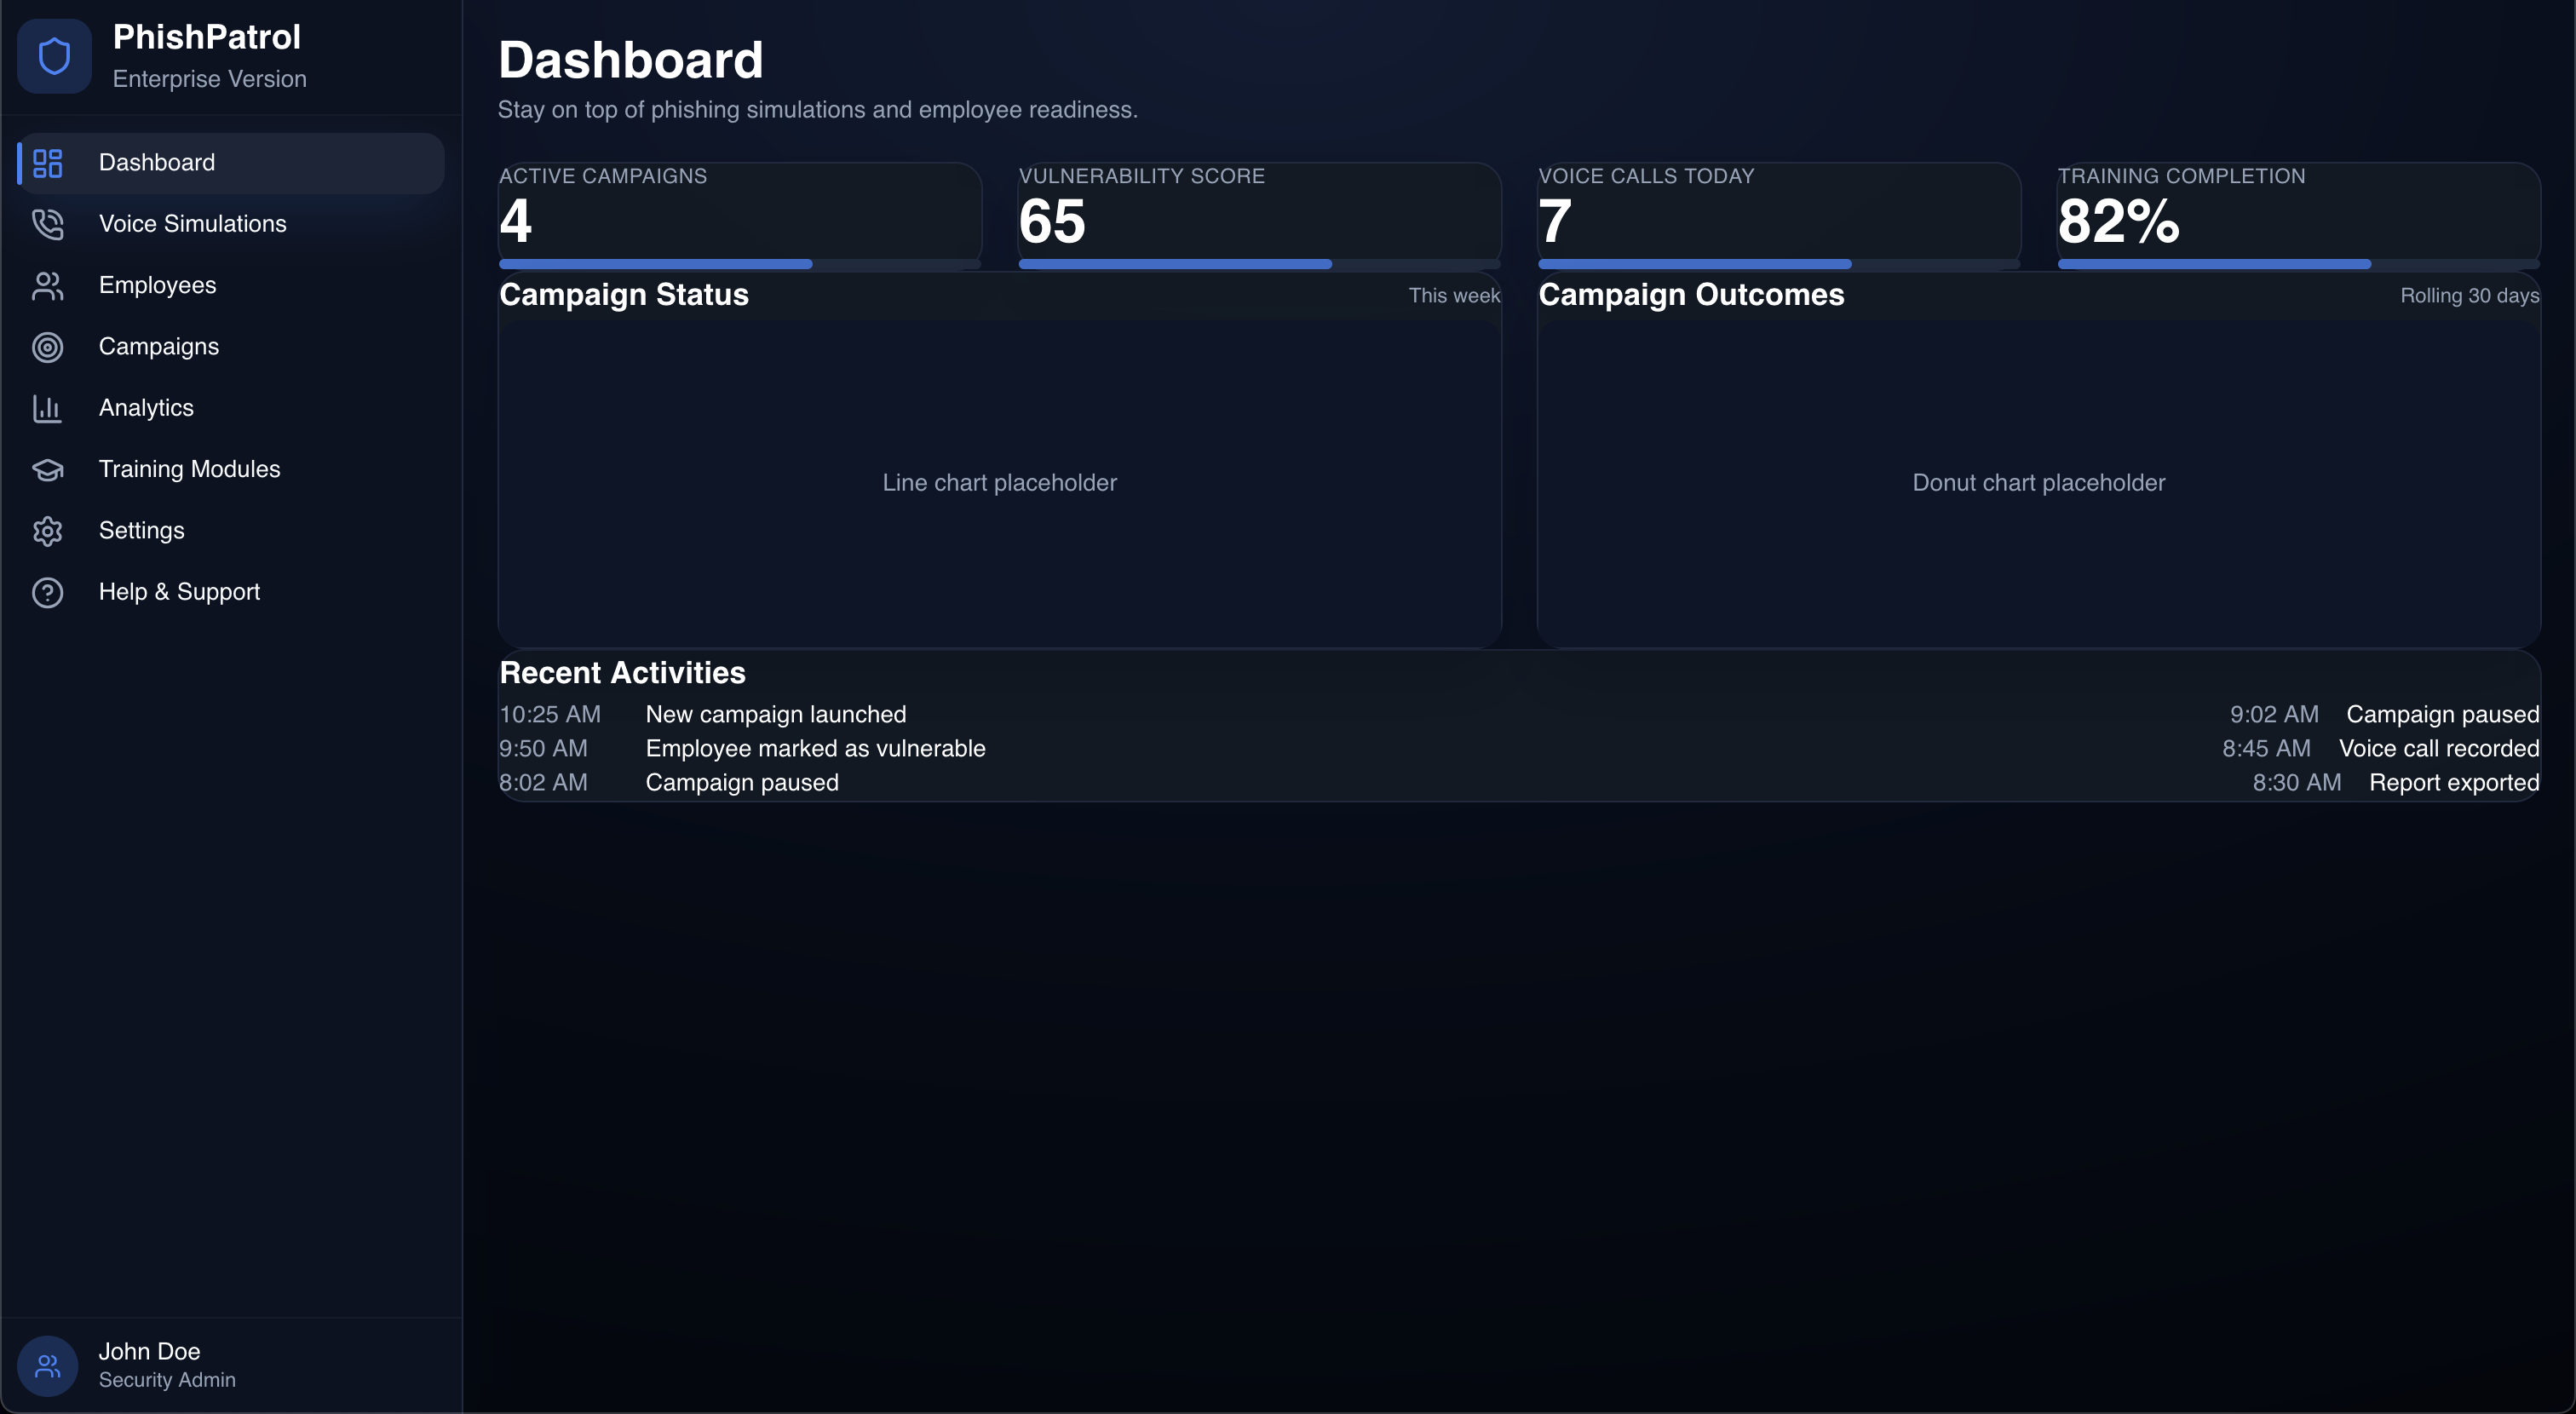 PhishPatrol
Enterprise Version
Dashboard
Voice Simulations
Employees
Campaigns
Analytics
Training Modules
Settings
Help & Support
John Doe
Security Admin
Dashboard
Stay on top of phishing simulations and employee readiness.
ACTIVE CAMPAIGNS
4
VULNERABILITY SCORE
65
VOICE CALLS TODAY
7
TRAINING COMPLETION
82%
Campaign Status
This week
Line chart placeholder
Campaign Outcomes
Rolling 30 days
Donut chart placeholder
Recent Activities
10:25 AM New campaign launched
9:02 AM Campaign paused
9:50 AM Employee marked as vulnerable
8:45 AM Voice call recorded
8:02 AM Campaign paused
8:30 AM Report exported